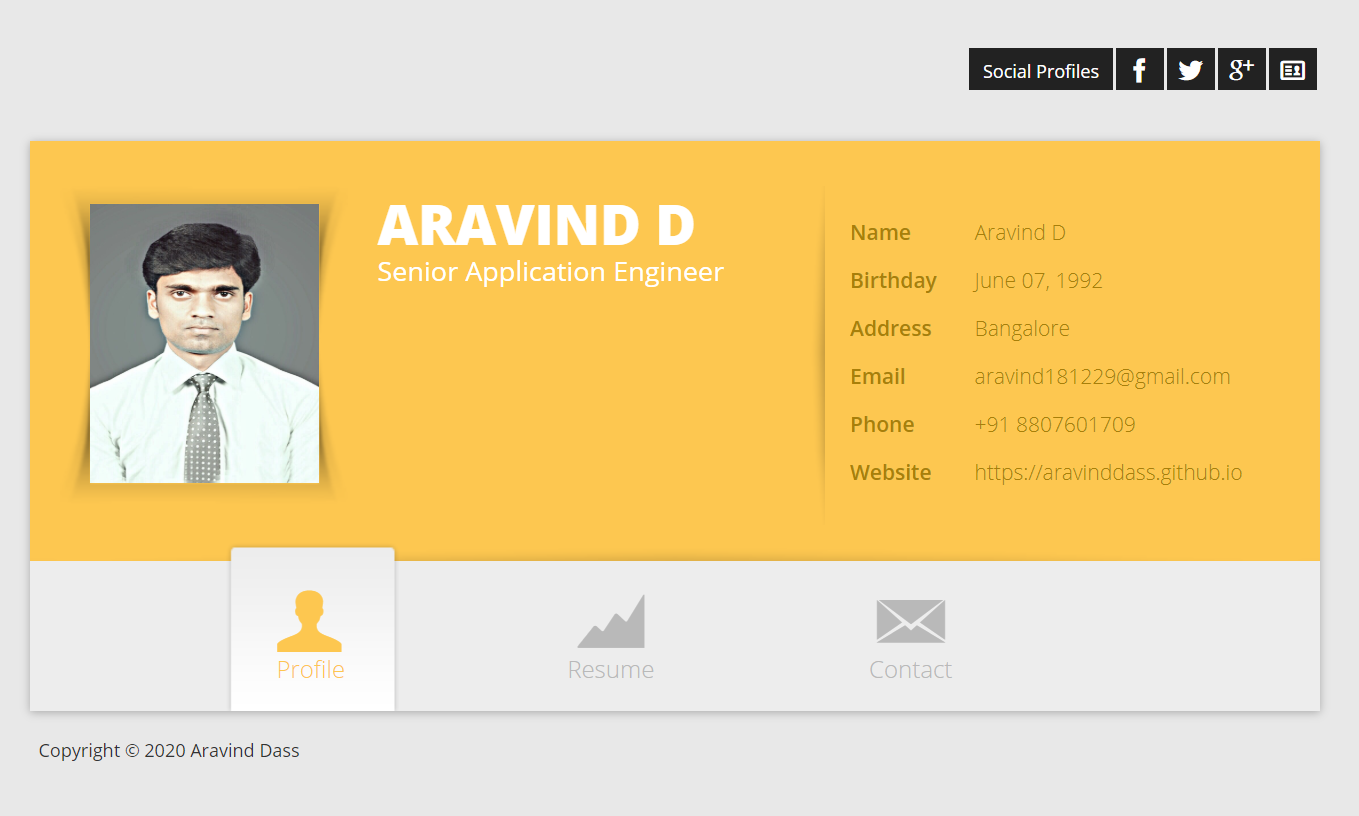 Social Profiles
ARAVIND D
Senior Application Engineer
Name Aravind D
Birthday June 07, 1992
Address Bangalore
Email aravind181229@gmail.com
Phone +91 8807601709
Website https://aravinddass.github.io
Profile
Resume
Contact
Copyright © 2020 Aravind Dass